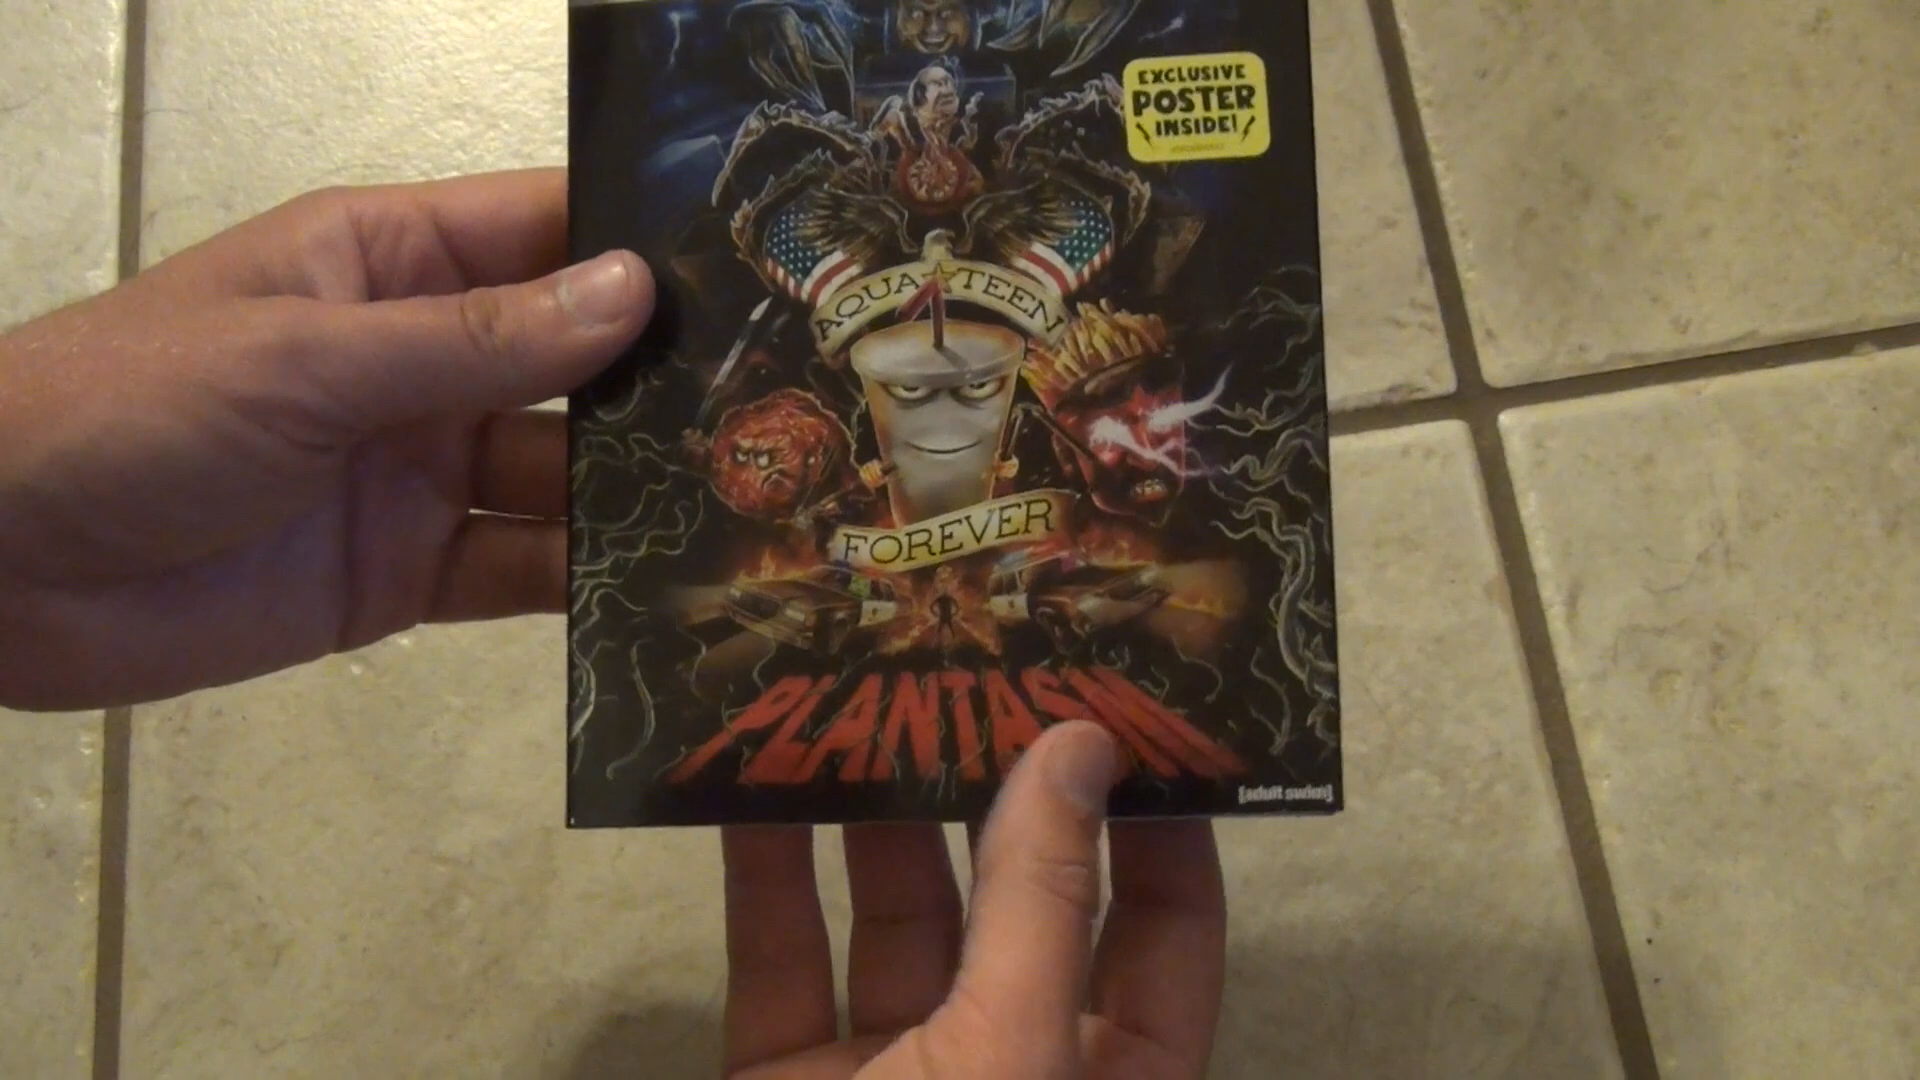 EXCLUSIVE
POSTER
INSIDE!
AQUA TEEN
FOREVER
PLANTASM
[adult swim]